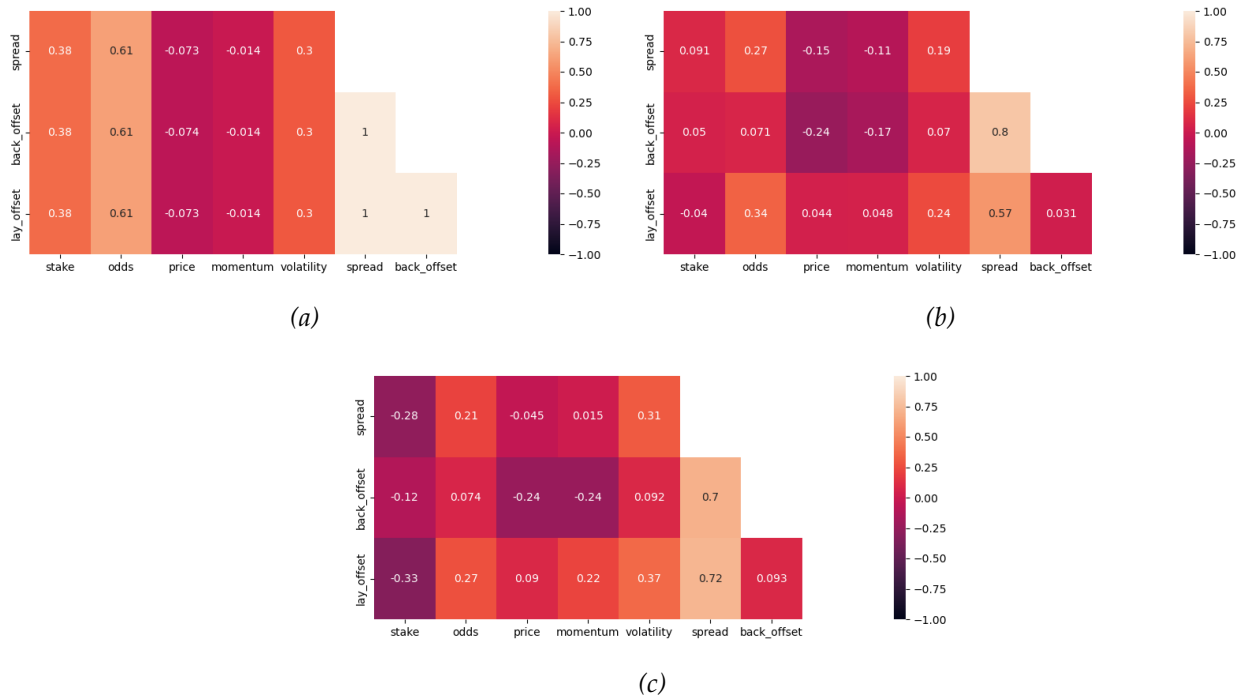 1.00
0.75
0.50
0.25
0.00
−0.25
−0.50
−0.75
−1.00
spread
0.38 0.61 -0.073 -0.014 0.3
back_offset
0.38 0.61 -0.074 -0.014 0.3 1
lay_offset
0.38 0.61 -0.073 -0.014 0.3 1 1
stake odds price momentum volatility spread back_offset
(a)
1.00
0.75
0.50
0.25
0.00
−0.25
−0.50
−0.75
−1.00
spread
0.091 0.27 -0.15 -0.11 0.19
back_offset
0.05 0.071 -0.24 -0.17 0.07 0.8
lay_offset
-0.04 0.34 0.044 0.048 0.24 0.57 0.031
stake odds price momentum volatility spread back_offset
(b)
1.00
0.75
0.50
0.25
0.00
−0.25
−0.50
−0.75
−1.00
spread
-0.28 0.21 -0.045 0.015 0.31
back_offset
-0.12 0.074 -0.24 -0.24 0.092 0.7
lay_offset
-0.33 0.27 0.09 0.22 0.37 0.72 0.093
stake odds price momentum volatility spread back_offset
(c)